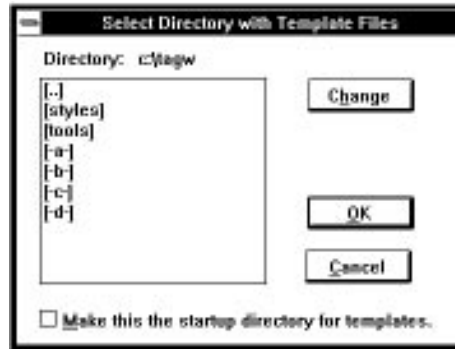 Select Directory with Template Files
Directory: c:\tagw
[..]
[styles]
[tools]
[-a-]
[-b-]
[-c-]
[-d-]
Change
OK
Cancel
Make this the startup directory for templates.